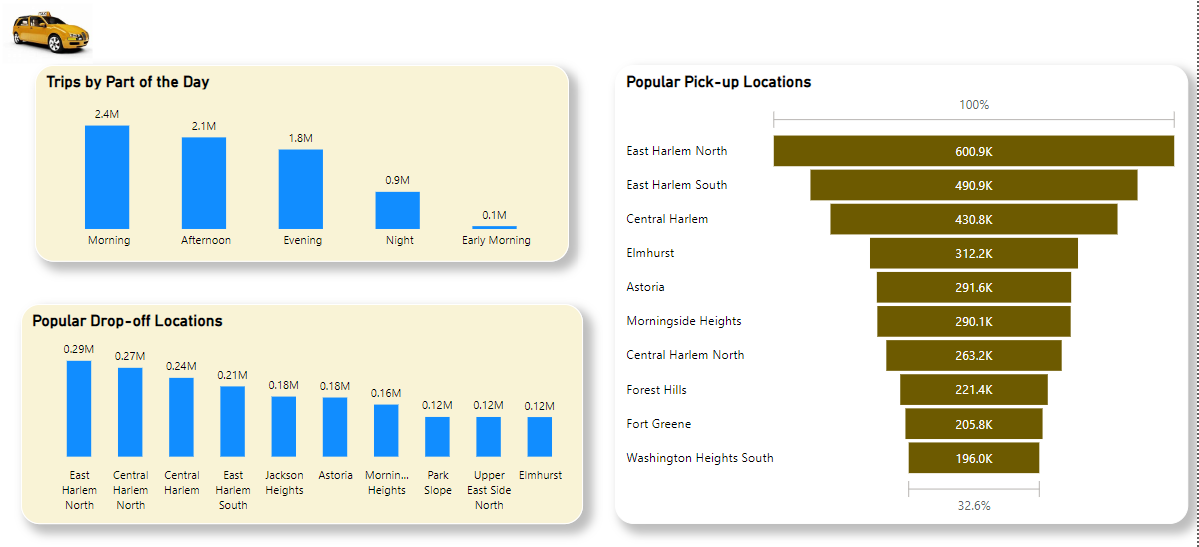 Trips by Part of the Day
2.4M
2.1M
1.8M
0.9M
0.1M
Morning
Afternoon
Evening
Night
Early Morning
Popular Drop-off Locations
0.29M
0.27M
0.24M
0.21M
0.18M
0.18M
0.16M
0.12M
0.12M
0.12M
East
Harlem
North
Central
Harlem
North
Central
Harlem
East
Harlem
South
Jackson
Heights
Astoria
Mornin...
Heights
Park
Slope
Upper
East Side
North
Elmhurst
Popular Pick-up Locations
100%
East Harlem North 600.9K
East Harlem South 490.9K
Central Harlem 430.8K
Elmhurst 312.2K
Astoria 291.6K
Morningside Heights 290.1K
Central Harlem North 263.2K
Forest Hills 221.4K
Fort Greene 205.8K
Washington Heights South 196.0K
32.6%